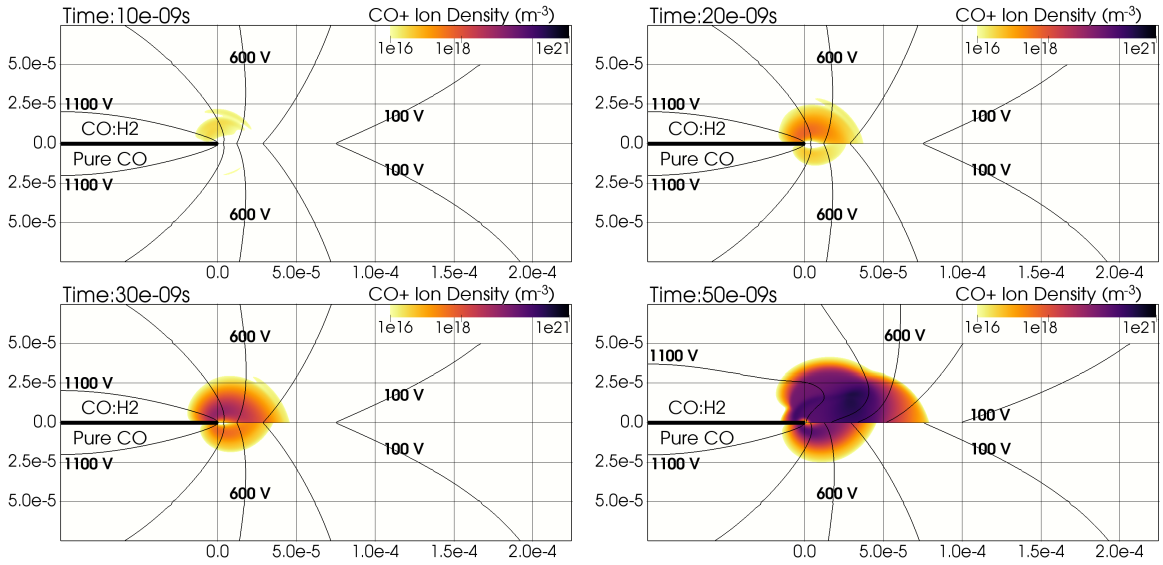 Time:10e-09s
CO+ Ion Density (m-3)
1e16 1e18 1e21
600 V
5.0e-5
2.5e-5
1100 V
100 V
CO:H2
0.0
Pure CO
100 V
2.5e-5
1100 V
600 V
5.0e-5
0.0 5.0e-5 1.0e-4 1.5e-4 2.0e-4
Time:20e-09s
CO+ Ion Density (m-3)
1e16 1e18 1e21
600 V
5.0e-5
2.5e-5
1100 V
100 V
CO:H2
0.0
Pure CO
100 V
2.5e-5
1100 V
600 V
5.0e-5
0.0 5.0e-5 1.0e-4 1.5e-4 2.0e-4
Time:30e-09s
CO+ Ion Density (m-3)
1e16 1e18 1e21
600 V
5.0e-5
2.5e-5
1100 V
100 V
CO:H2
0.0
Pure CO
100 V
2.5e-5
1100 V
600 V
5.0e-5
0.0 5.0e-5 1.0e-4 1.5e-4 2.0e-4
Time:50e-09s
CO+ Ion Density (m-3)
1e16 1e18 1e21
600 V
5.0e-5
1100 V
2.5e-5
CO:H2
100 V
0.0
Pure CO
100 V
2.5e-5
1100 V
600 V
5.0e-5
0.0 5.0e-5 1.0e-4 1.5e-4 2.0e-4